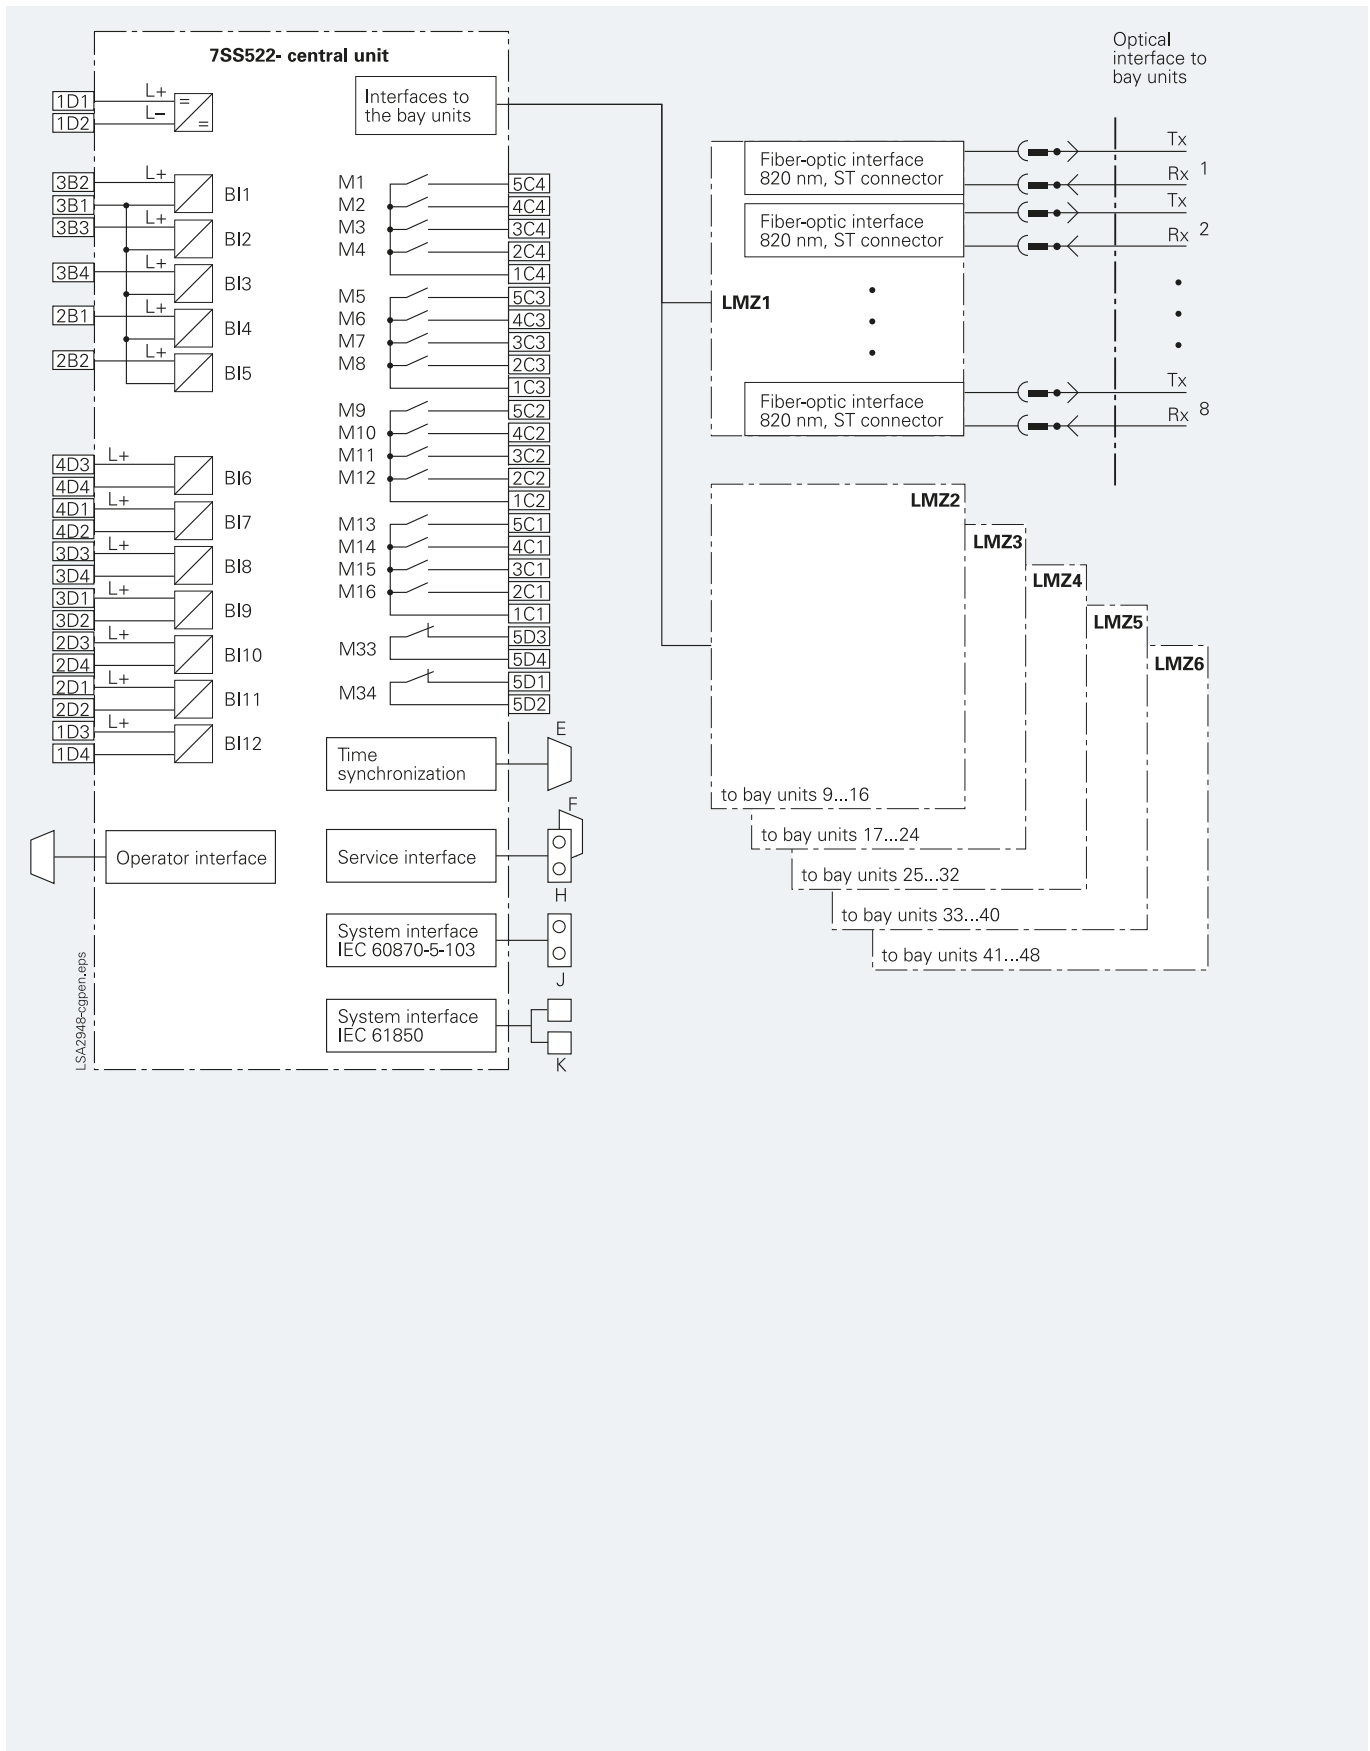 7SS522- central unit
Optical
interface to
bay units
1D1
L+
1D2
L–
=
=
Interfaces to
the bay units
3B2
L+
BI1
3B1
3B3
L+
BI2
3B4
L+
BI3
2B1
L+
BI4
2B2
L+
BI5
4D3
L+
BI6
4D4
4D1
L+
BI7
4D2
3D3
L+
BI8
3D4
3D1
L+
BI9
3D2
2D3
L+
BI10
2D4
2D1
L+
BI11
2D2
1D3
L+
BI12
1D4
M1
5C4
M2
4C4
M3
3C4
M4
2C4
1C4
M5
5C3
M6
4C3
M7
3C3
M8
2C3
1C3
M9
5C2
M10
4C2
M11
3C2
M12
2C2
1C2
M13
5C1
M14
4C1
M15
3C1
M16
2C1
1C1
M33
5D3
5D4
M34
5D1
5D2
Time
synchronization
E
Operator interface
Service interface
F
H
System interface
IEC 60870-5-103
J
System interface
IEC 61850
K
LSA2948-cgpen.eps
LMZ1
Fiber-optic interface
820 nm, ST connector
Tx
Rx
1
Fiber-optic interface
820 nm, ST connector
Tx
Rx
2
Fiber-optic interface
820 nm, ST connector
Tx
Rx
8
LMZ2
to bay units 9...16
LMZ3
to bay units 17...24
LMZ4
to bay units 25...32
LMZ5
to bay units 33...40
LMZ6
to bay units 41...48